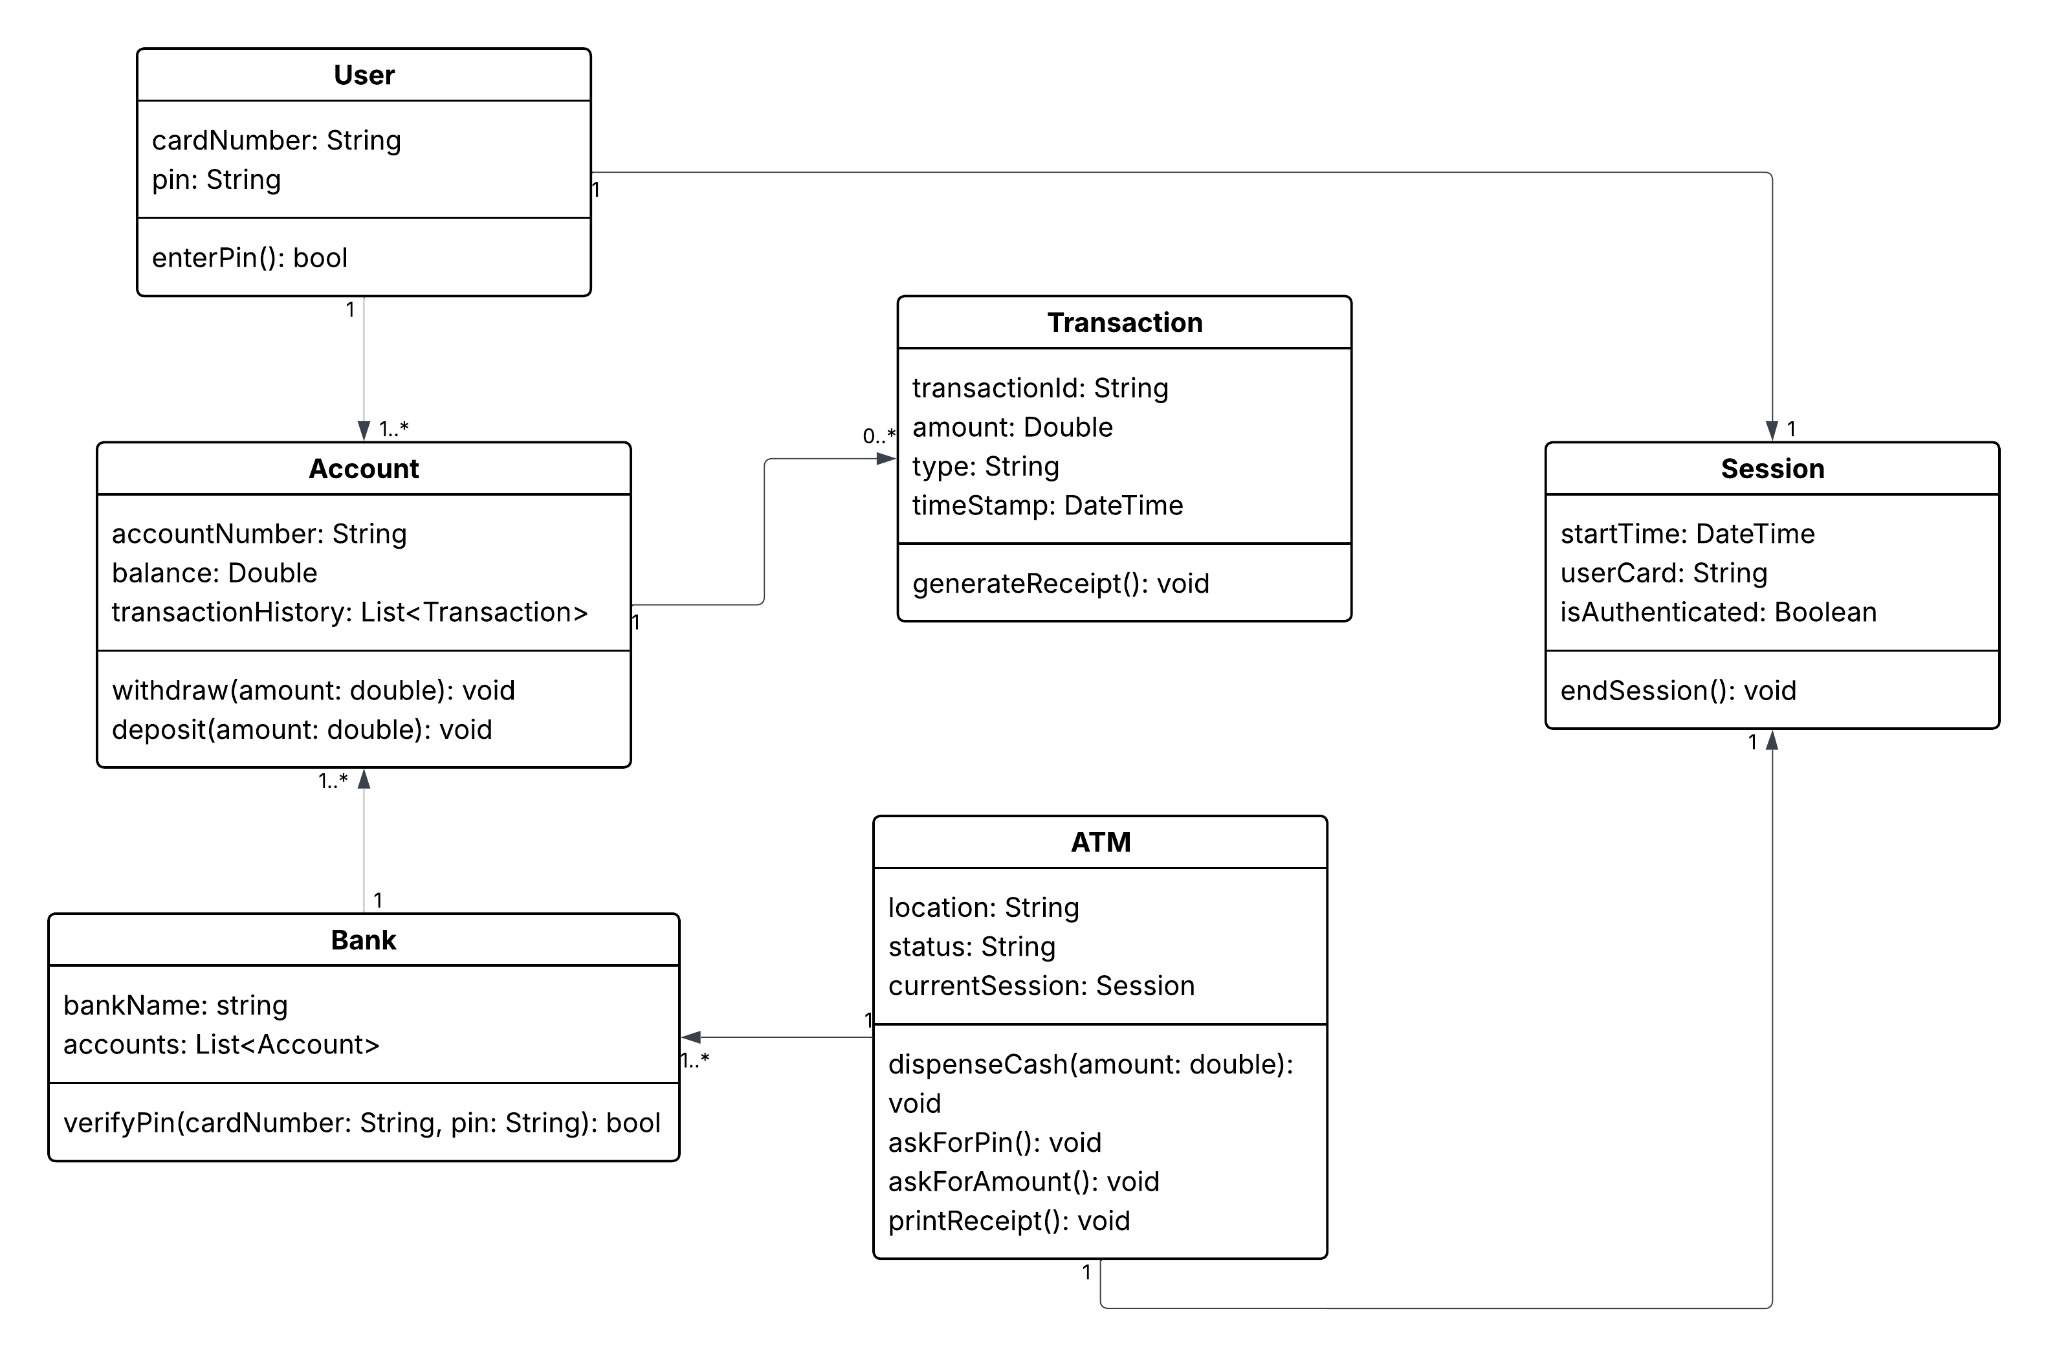 User
cardNumber: String
pin: String
enterPin(): bool
1
1
1..*
1
Transaction
transactionId: String
amount: Double
type: String
timeStamp: DateTime
generateReceipt(): void
0..*
Account
accountNumber: String
balance: Double
transactionHistory: List<Transaction>
withdraw(amount: double): void
deposit(amount: double): void
1
1..*
Session
startTime: DateTime
userCard: String
isAuthenticated: Boolean
endSession(): void
1
1
Bank
bankName: string
accounts: List<Account>
verifyPin(cardNumber: String, pin: String): bool
1..*
1
ATM
location: String
status: String
currentSession: Session
dispenseCash(amount: double):
void
askForPin(): void
askForAmount(): void
printReceipt(): void
1